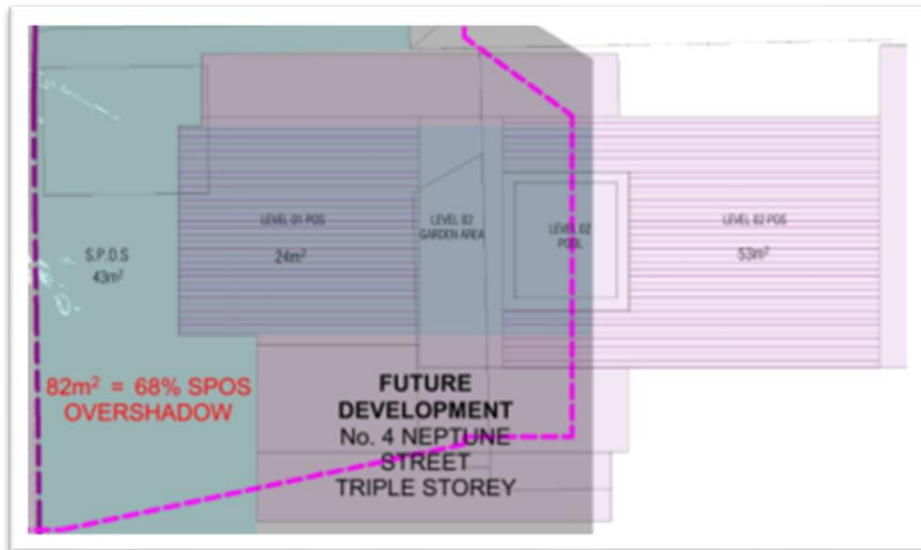 LEVEL 01 POS
24m²
LEVEL 02
GARDEN AREA
LEVEL 02
POOL
LEVEL 02 POS
53m²
S.P.O.S
43m²
82m² = 68% SPOS
OVERSHADOW
FUTURE
DEVELOPMENT
No. 4 NEPTUNE
STREET
TRIPLE STOREY